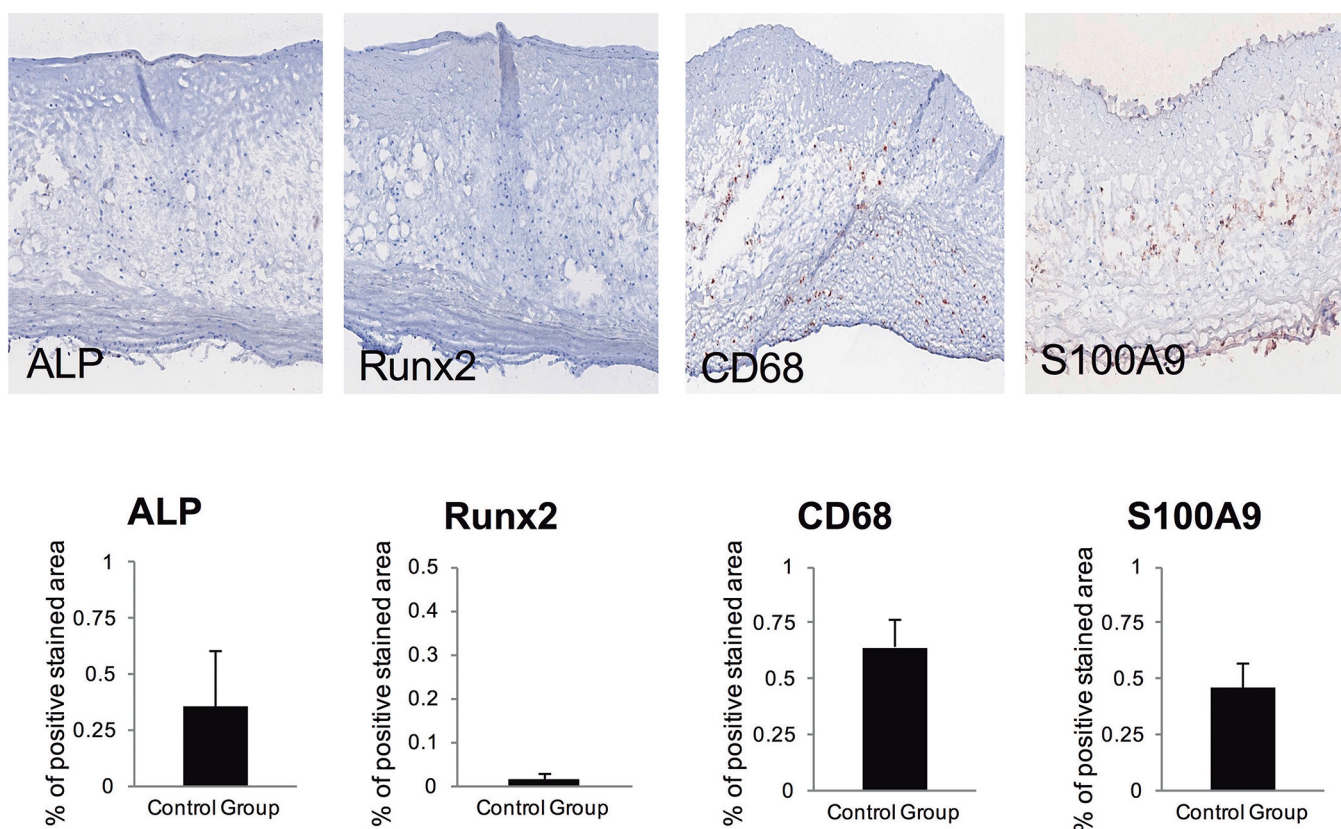 ALP
Runx2
CD68
S100A9
ALP
% of positive stained area
1
0.75
0.5
0.25
0
Control Group
Runx2
% of positive stained area
0.5
0.4
0.3
0.2
0.1
0
Control Group
CD68
% of positive stained area
1
0.75
0.5
0.25
0
Control Group
S100A9
% of positive stained area
1
0.75
0.5
0.25
0
Control Group